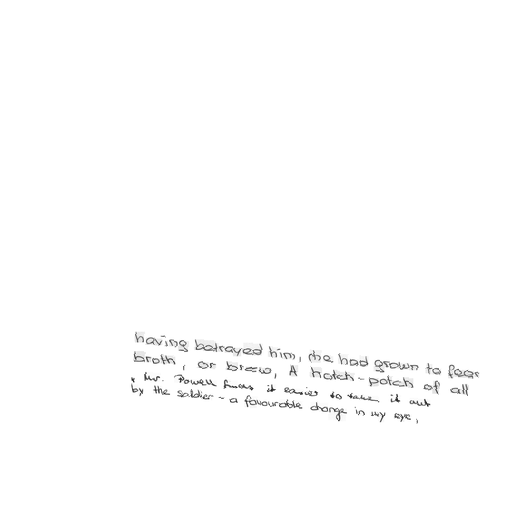 having betrayed him, she had grown to fear
broth, or brew, A hotch-potch of all
Mr. Powell finds it easier to take it out
by the soldier - a favourable change in my eye,